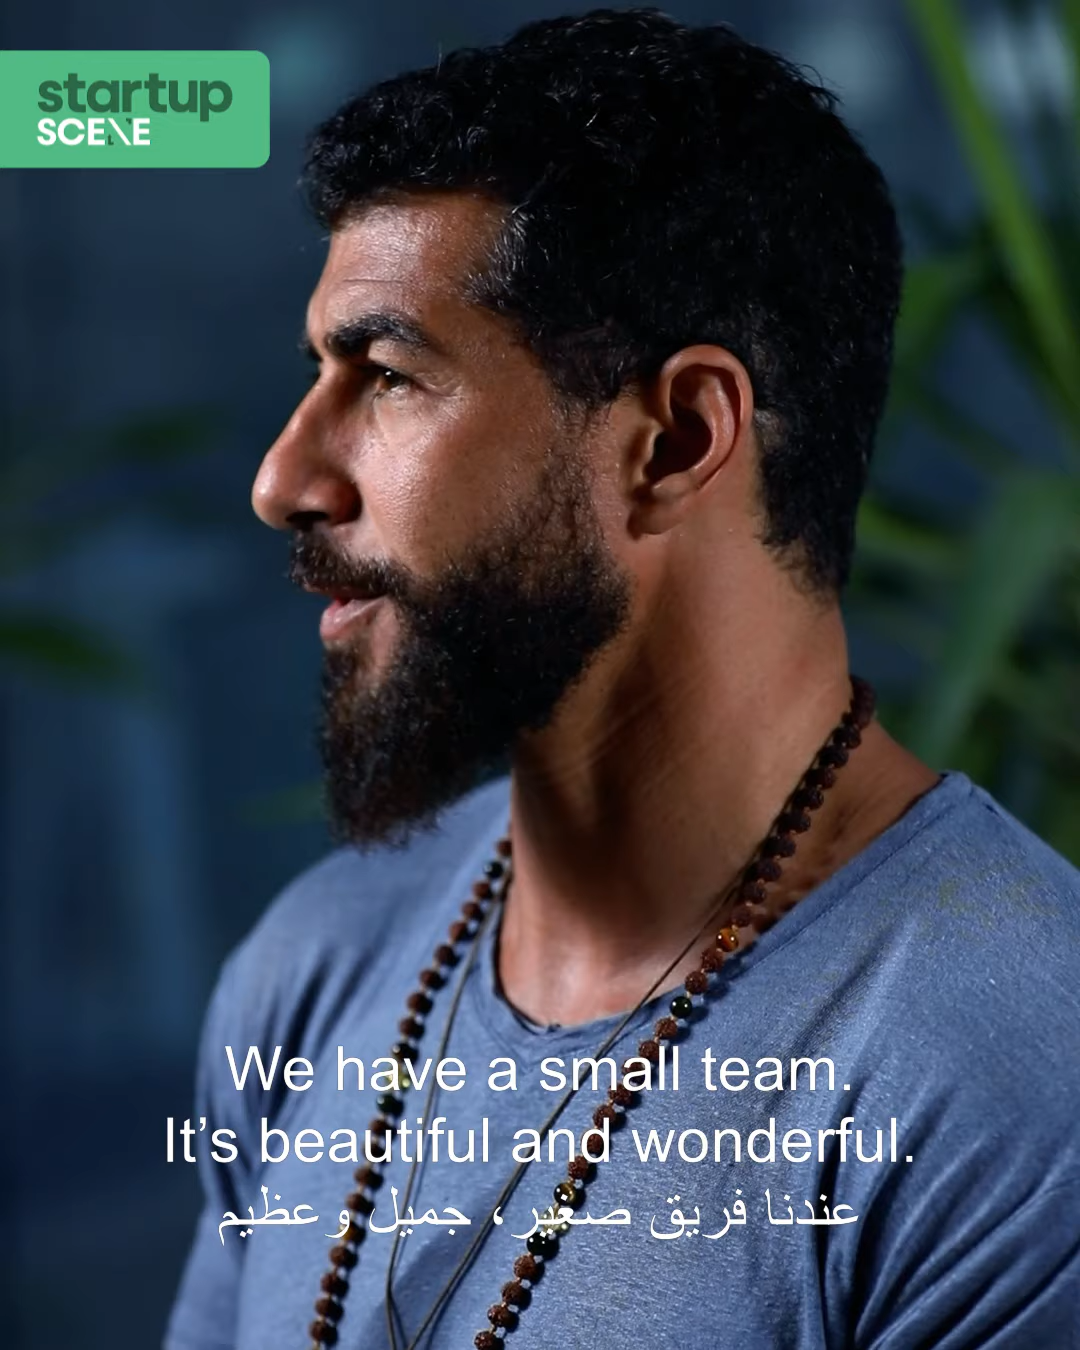 startup
SCENE
We have a small team.
It’s beautiful and wonderful.
عندنا فريق صغير، جميل وعظيم